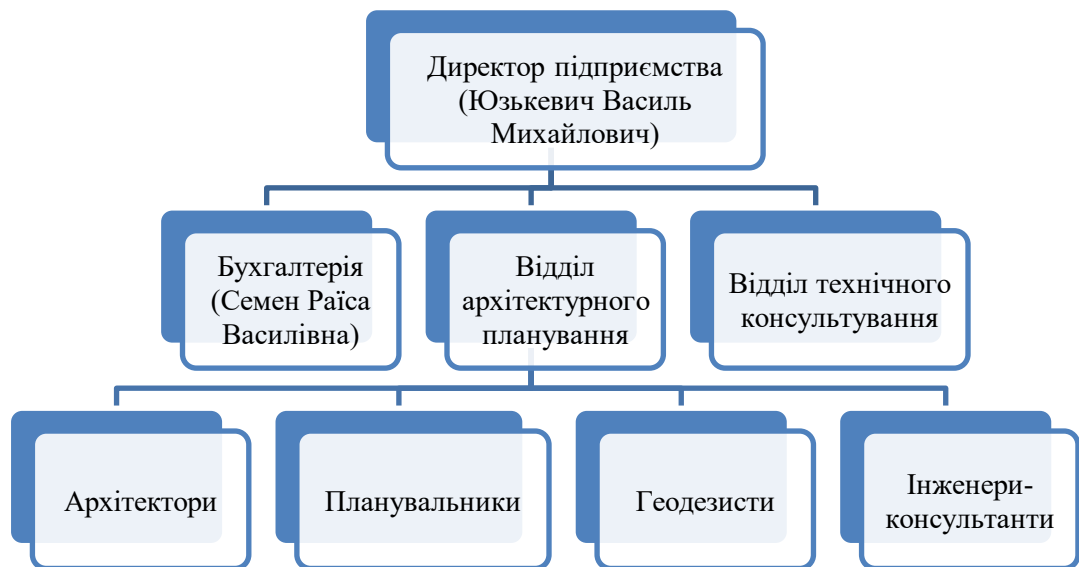 Директор підприємства
(Юзькевич Василь
Михайлович)
Бухгалтерія
(Семен Раїса
Василівна)
Відділ
архітектурного
планування
Відділ технічного
консультування
Архітектори
Планувальники
Геодезисти
Інженери-
консультанти